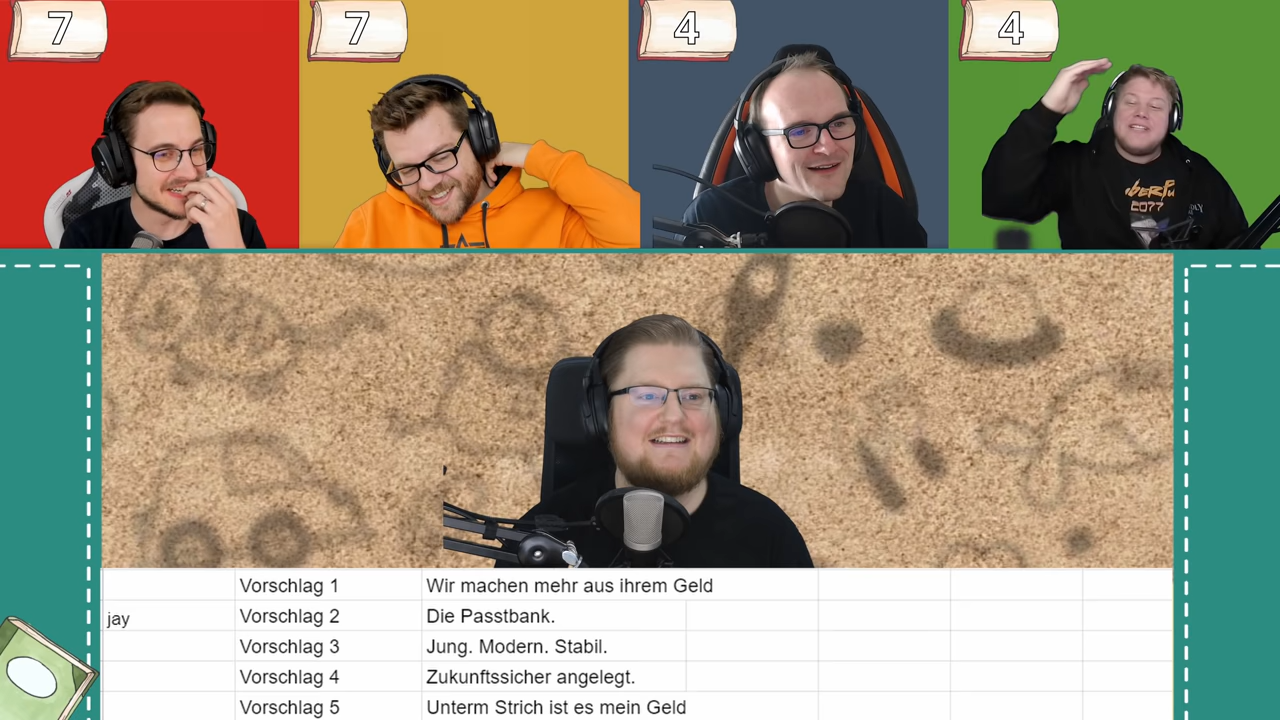 7
7
4
4
2077
Vorschlag 1 Wir machen mehr aus ihrem Geld
jay Vorschlag 2 Die Passtbank.
Vorschlag 3 Jung. Modern. Stabil.
Vorschlag 4 Zukunftssicher angelegt.
Vorschlag 5 Unterm Strich ist es mein Geld